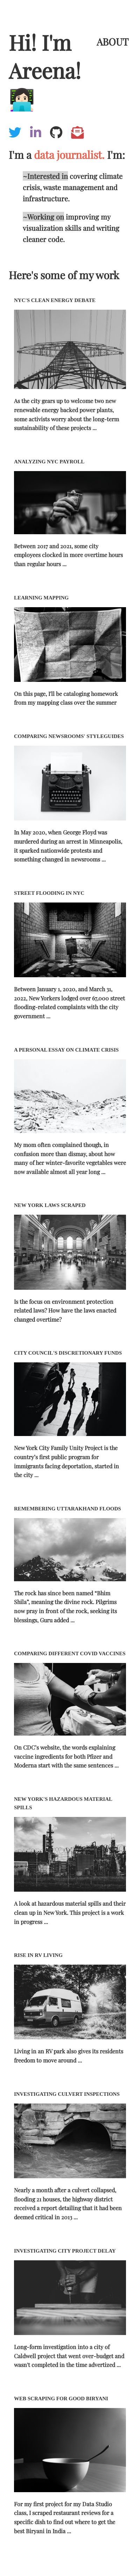 Hi! I'm
ABOUT
Areena!
I'm a data journalist. I'm:
~Interested in covering climate
crisis, waste management and
infrastructure.
~Working on improving my
visualization skills and writing
cleaner code.
Here's some of my work
NYC'S CLEAN ENERGY DEBATE
As the city gears up to welcome two new
renewable energy backed power plants,
some activists worry about the long-term
sustainability of these projects ...
ANALYZING NYC PAYROLL
Between 2017 and 2021, some city
employees clocked in more overtime hours
than regular hours ...
LEARNING MAPPING
On this page, I'll be cataloging homework
from my mapping class over the summer
COMPARING NEWSROOMS' STYLEGUIDES
In May 2020, when George Floyd was
murdered during an arrest in Minneapolis,
it sparked nationwide protests and
something changed in newsrooms ...
STREET FLOODING IN NYC
Between January 1, 2020, and March 31,
2022, New Yorkers lodged over 67,000 street
flooding-related complaints with the city
government ...
A PERSONAL ESSAY ON CLIMATE CRISIS
My mom often complained though, in
confusion more than dismay, about how
many of her winter-favorite vegetables were
now available almost all year long ...
NEW YORK LAWS SCRAPED
Is the focus on environment protection
related laws? How have the laws enacted
changed overtime?
CITY COUNCIL'S DISCRETIONARY FUNDS
New York City Family Unity Project is the
country's first public program for
immigrants facing deportation, started in
the city ...
REMEMBERING UTTARAKHAND FLOODS
The rock has since been named "Bhim
Shila", meaning the divine rock. Pilgrims
now pray in front of the rock, seeking its
blessings, Guru added ...
COMPARING DIFFERENT COVID VACCINES
On CDC's website, the words explaining
vaccine ingredients for both Pfizer and
Moderna start with the same sentences ...
NEW YORK'S HAZARDOUS MATERIAL
SPILLS
A look at hazardous material spills and their
clean up in New York. This project is a work
in progress ...
RISE IN RV LIVING
Living in an RV park also gives its residents
freedom to move around ...
INVESTIGATING CULVERT INSPECTIONS
Nearly a month after a culvert collapsed,
flooding 21 houses, the highway district
received a report detailing that it had been
deemed critical in 2013 ...
INVESTIGATING CITY PROJECT DELAY
Long-form investigation into a city of
Caldwell project that went over-budget and
wasn't completed in the time advertized ...
WEB SCRAPING FOR GOOD BIRYANI
For my first project for my Data Studio
class, I scraped restaurant reviews for a
specific dish to find out where to get the
best Biryani in India ...